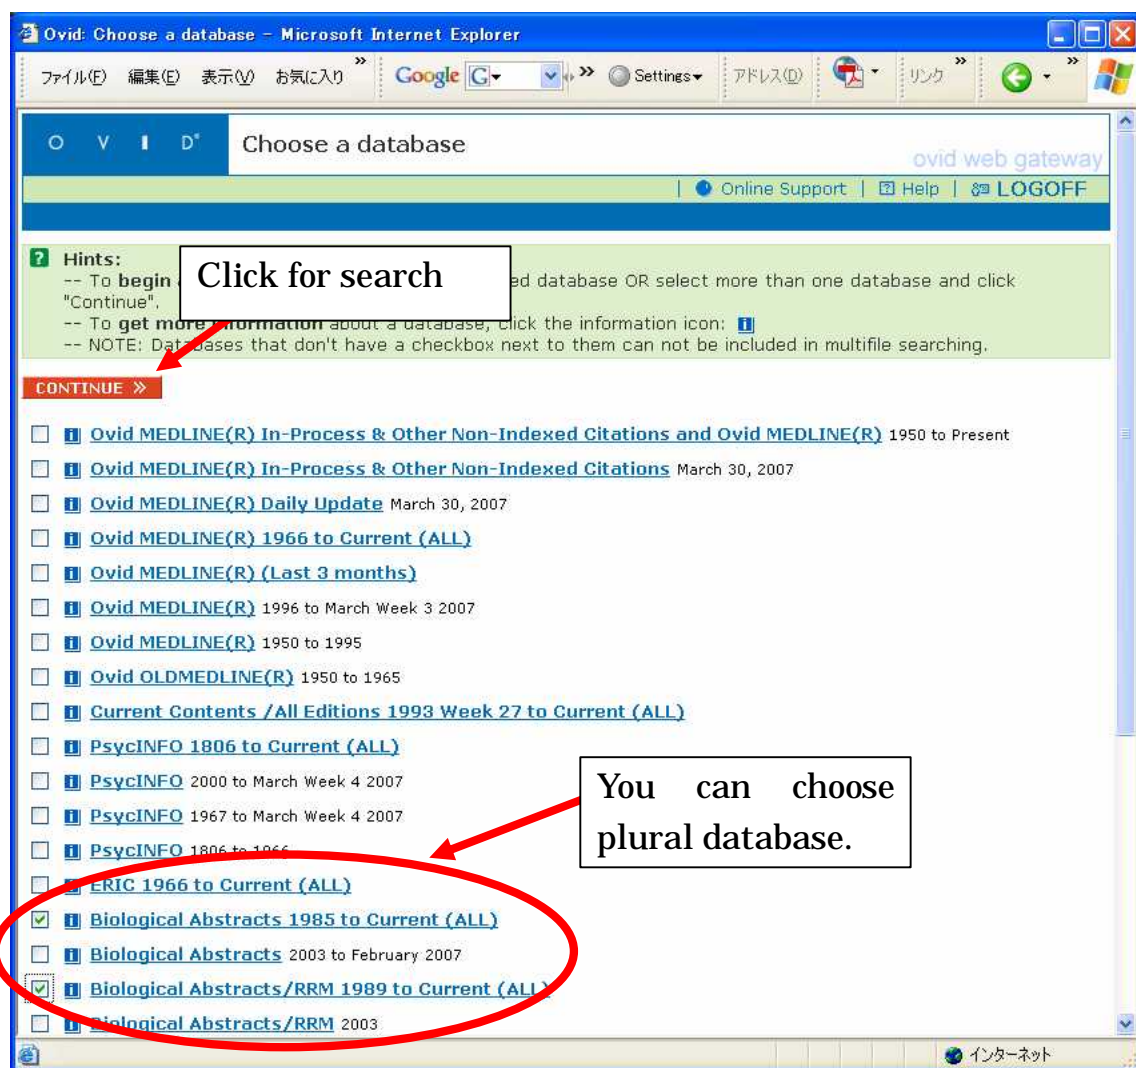 Ovid: Choose a database - Microsoft Internet Explorer
ファイル(F) 編集(E) 表示(V) お気に入り » Google G » Settings アドレス(D) リンク » »
O V I D® Choose a database
ovid web gateway
| Online Support | Help | LOGOFF
Hints:
-- To begin ed database OR select more than one database and click
"Continue".
-- To get more information about a database, click the information icon:
-- NOTE: Databases that don't have a checkbox next to them can not be included in multifile searching.
Click for search
CONTINUE »
Ovid MEDLINE(R) In-Process & Other Non-Indexed Citations and Ovid MEDLINE(R) 1950 to Present
Ovid MEDLINE(R) In-Process & Other Non-Indexed Citations March 30, 2007
Ovid MEDLINE(R) Daily Update March 30, 2007
Ovid MEDLINE(R) 1966 to Current (ALL)
Ovid MEDLINE(R) (Last 3 months)
Ovid MEDLINE(R) 1996 to March Week 3 2007
Ovid MEDLINE(R) 1950 to 1995
Ovid OLDMEDLINE(R) 1950 to 1965
Current Contents /All Editions 1993 Week 27 to Current (ALL)
PsycINFO 1806 to Current (ALL)
PsycINFO 2000 to March Week 4 2007
PsycINFO 1967 to March Week 4 2007
PsycINFO 1806 to 1966
You can choose
plural database.
ERIC 1966 to Current (ALL)
Biological Abstracts 1985 to Current (ALL)
Biological Abstracts 2003 to February 2007
Biological Abstracts/RRM 1989 to Current (ALL)
Biological Abstracts/RRM 2003
インターネット